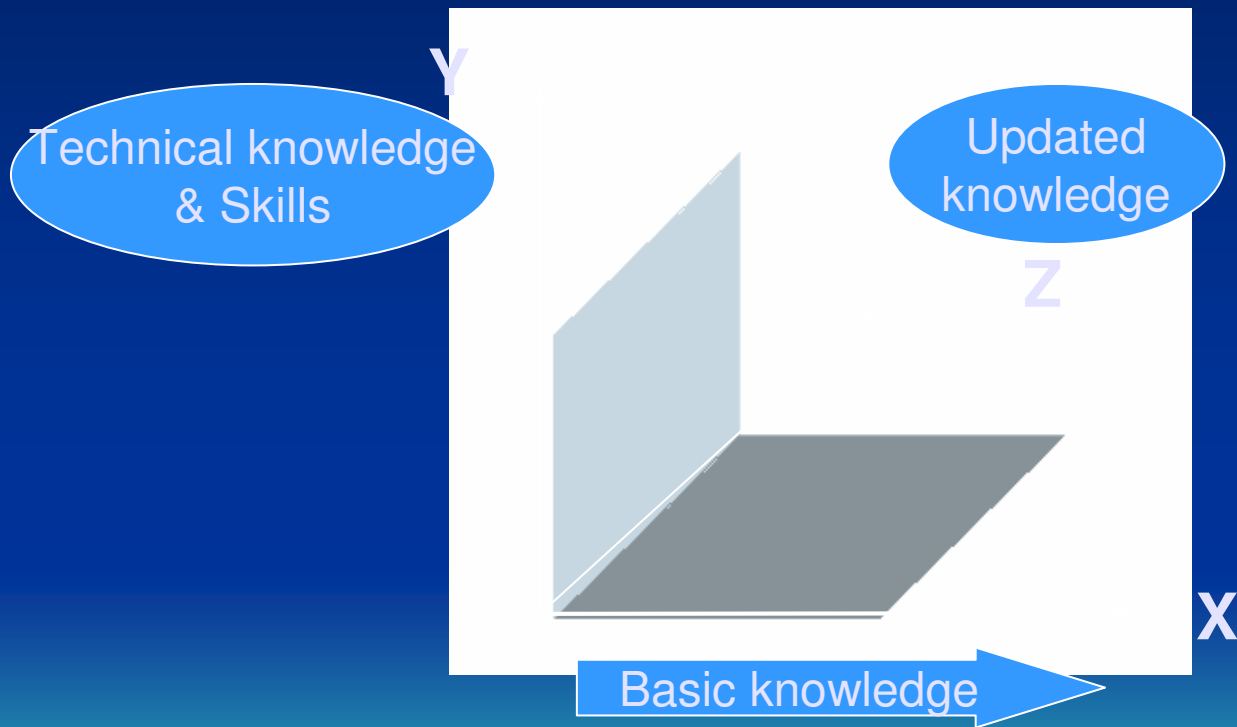 Y
Technical knowledge
& Skills
Updated
knowledge
Z
X
Basic knowledge